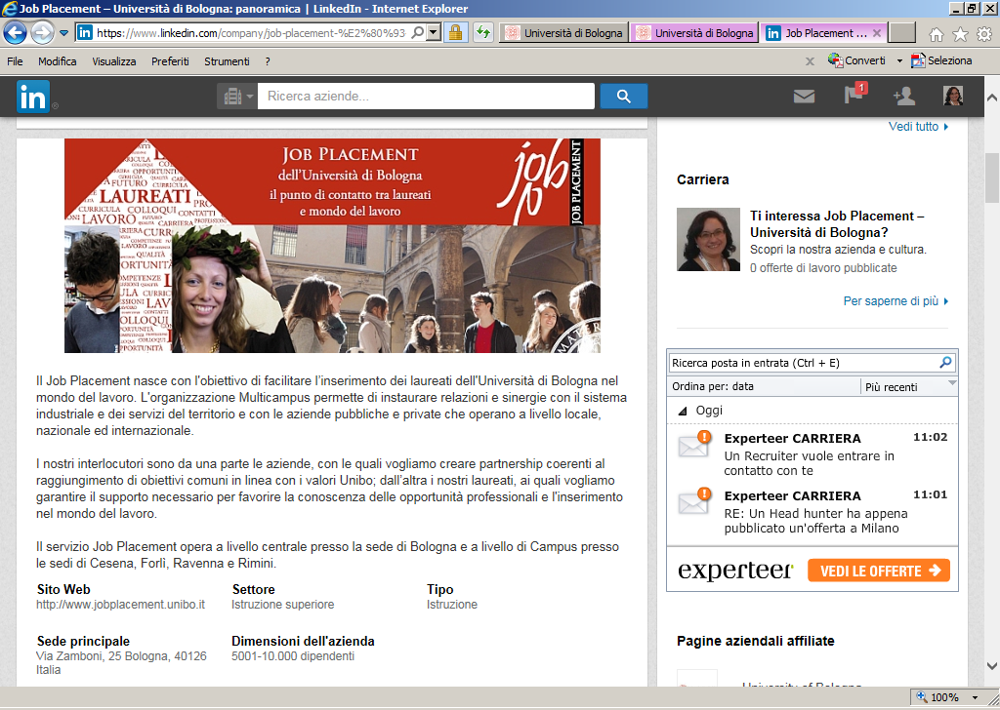 Job Placement – Università di Bologna: panoramica | LinkedIn - Internet Explorer
https://www.linkedin.com/company/job-placement-%E2%80%93
Università di Bologna
Università di Bologna
Job Placement ...
File Modifica Visualizza Preferiti Strumenti ?
Converti
Seleziona
in
Ricerca aziende...
1
Vedi tutto
JOB PLACEMENT
dell'Università di Bologna
il punto di contatto tra laureati
e mondo del lavoro
job
JOB PLACEMENT
LAUREATI
Il Job Placement nasce con l'obiettivo di facilitare l'inserimento dei laureati dell'Università di Bologna nel
mondo del lavoro. L'organizzazione Multicampus permette di instaurare relazioni e sinergie con il sistema
industriale e dei servizi del territorio e con le aziende pubbliche e private che operano a livello locale,
nazionale ed internazionale.
I nostri interlocutori sono da una parte le aziende, con le quali vogliamo creare partnership coerenti al
raggiungimento di obiettivi comuni in linea con i valori Unibo; dall'altra i nostri laureati, ai quali vogliamo
garantire il supporto necessario per favorire la conoscenza delle opportunità professionali e l'inserimento
nel mondo del lavoro.
Il servizio Job Placement opera a livello centrale presso la sede di Bologna e a livello di Campus presso
le sedi di Cesena, Forlì, Ravenna e Rimini.
Sito Web
http://www.jobplacement.unibo.it
Settore
Istruzione superiore
Tipo
Istruzione
Sede principale
Via Zamboni, 25 Bologna, 40126
Italia
Dimensioni dell'azienda
5001-10.000 dipendenti
Carriera
Ti interessa Job Placement –
Università di Bologna?
Scopri la nostra azienda e cultura.
0 offerte di lavoro pubblicate
Per saperne di più
Ricerca posta in entrata (Ctrl + E)
Ordina per: data
Più recenti
Oggi
Experteer CARRIERA 11:02
Un Recruiter vuole entrare in
contatto con te
Experteer CARRIERA 11:01
RE: Un Head hunter ha appena
pubblicato un'offerta a Milano
experteer
VEDI LE OFFERTE
Pagine aziendali affiliate
University of Bologna
100%